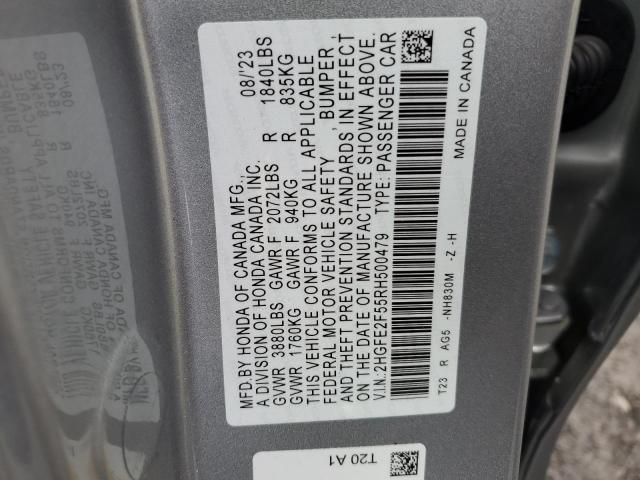 MFD.BY HONDA OF CANADA MFG., 08/'23
A DIVISION OF HONDA CANADA INC.
GVWR 3880LBS GAWR F 2072LBS R 1840LBS
GVWR 1760KG GAWR F 940KG R 835KG
THIS VEHICLE CONFORMS TO ALL APPLICABLE
FEDERAL MOTOR VEHICLE SAFETY, BUMPER,
AND THEFT PREVENTION STANDARDS IN EFFECT
ON THE DATE OF MANUFACTURE SHOWN ABOVE.
V.I.N.:2HGFE2F55RH500479 TYPE: PASSENGER CAR
T23 R AG5 -NH830M -Z -H
MADE IN CANADA
T20 A1